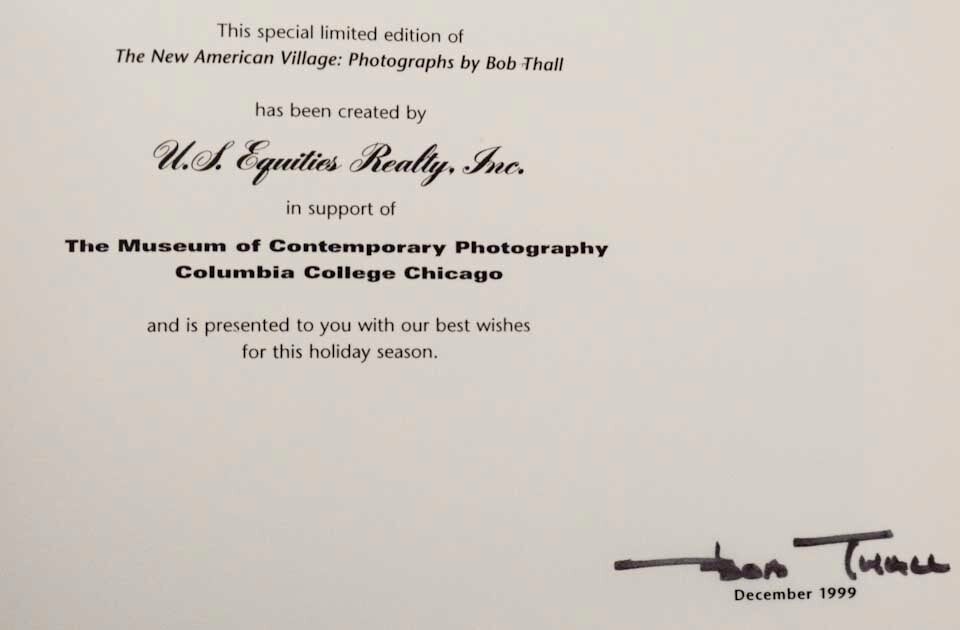 This special limited edition of
The New American Village: Photographs by Bob Thall
has been created by
U.S. Equities Realty, Inc.
in support of
The Museum of Contemporary Photography
Columbia College Chicago
and is presented to you with our best wishes
for this holiday season.
Bob Thall
December 1999